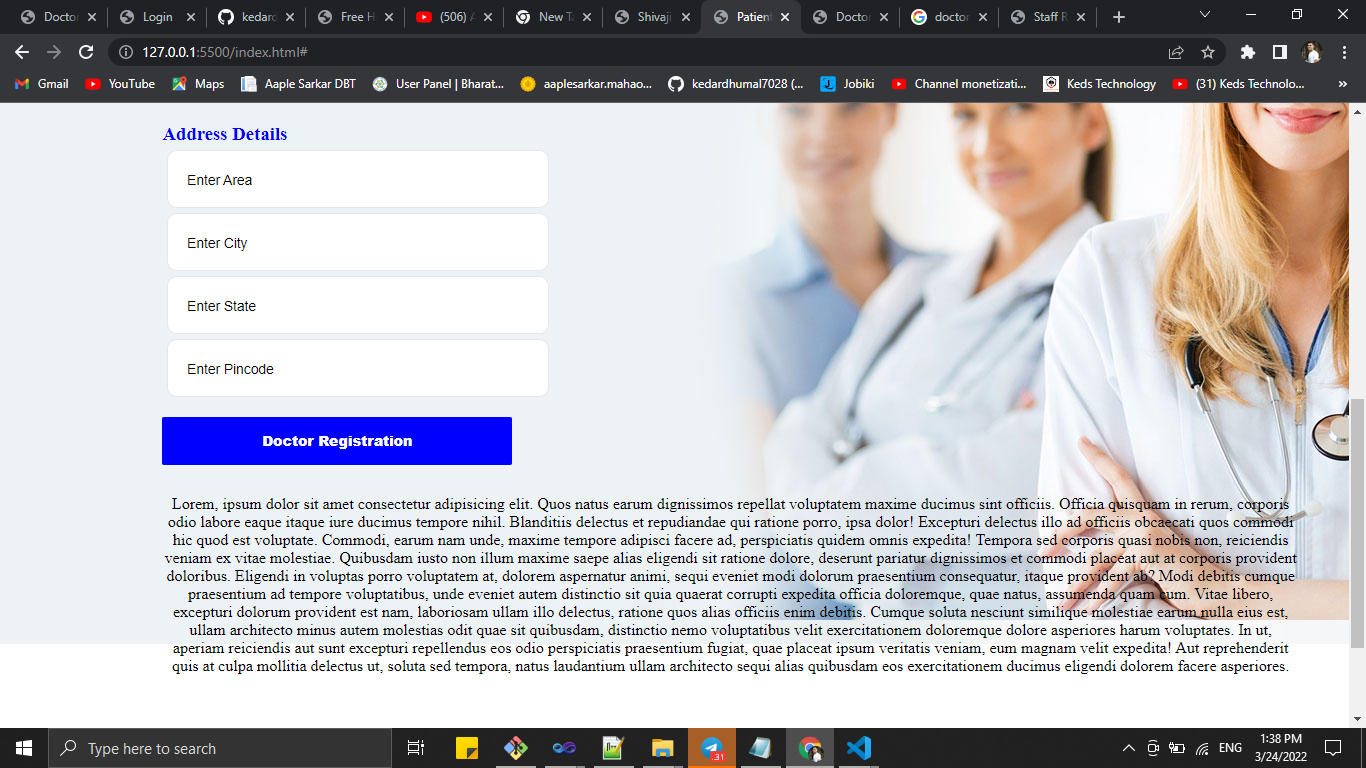 Doctor
Login
kedaro
Free H
(506) A
New Ta
Shivaji
Patient
Doctor
doctor
Staff R
127.0.0.1:5500/index.html#
Gmail
YouTube
Maps
Aaple Sarkar DBT
User Panel | Bharat...
aaplesarkar.mahao...
kedardhumal7028 (...
Jobiki
Channel monetizati...
Keds Technology
(31) Keds Technolo...
»
Address Details
Enter Area
Enter City
Enter State
Enter Pincode
Doctor Registration
Lorem, ipsum dolor sit amet consectetur adipisicing elit. Quos natus earum dignissimos repellat voluptatem maxime ducimus sint officiis. Officia quisquam in rerum, corporis
odio labore eaque itaque iure ducimus tempore nihil. Blanditiis delectus et repudiandae qui ratione porro, ipsa dolor! Excepturi delectus illo ad officiis obcaecati quos commodi
hic quod est voluptate. Commodi, earum nam unde, maxime tempore adipisci facere ad, perspiciatis quidem omnis expedita! Tempora sed corporis quasi nobis non, reiciendis
veniam ex vitae molestiae. Quibusdam iusto non illum maxime saepe alias eligendi sit ratione dolore, deserunt pariatur dignissimos et commodi placeat aut at corporis provident
doloribus. Eligendi in voluptas porro voluptatem at, dolorem aspernatur animi, sequi eveniet modi dolorum praesentium consequatur, itaque provident ab? Modi debitis cumque
praesentium ad tempore voluptatibus, unde eveniet autem distinctio sit quia quaerat corrupti expedita officia doloremque, quae natus, assumenda quam cum. Vitae libero,
excepturi dolorum provident est nam, laboriosam ullam illo delectus, ratione quos alias officiis enim debitis. Cumque soluta nesciunt similique molestiae earum nulla eius est,
ullam architecto minus autem molestias odit quae sit quibusdam, distinctio nemo voluptatibus velit exercitationem doloremque dolore asperiores harum voluptates. In ut,
aperiam reiciendis aut sunt excepturi repellendus eos odio perspiciatis praesentium fugiat, quae placeat ipsum veritatis veniam, eum magnam velit expedita! Aut reprehenderit
quis at culpa mollitia delectus ut, soluta sed tempora, natus laudantium ullam architecto sequi alias quibusdam eos exercitationem ducimus eligendi dolorem facere asperiores.
Type here to search
.31
ENG
1:38 PM
3/24/2022